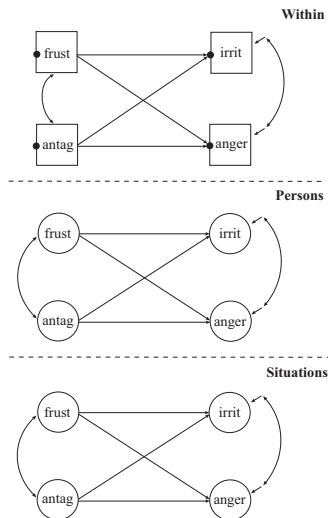 Within
frust irrit
antag anger
Persons
frust irrit
antag anger
Situations
frust irrit
antag anger